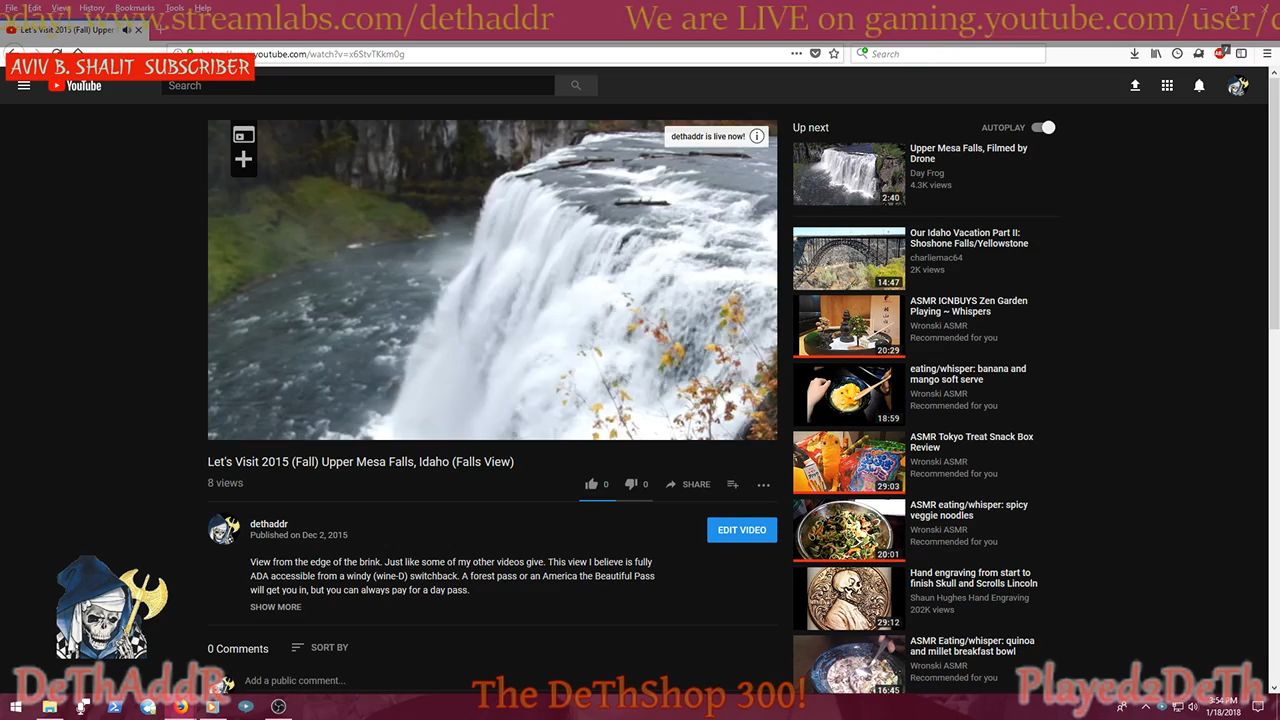 File Edit View History Bookmarks Tools Help
today! www.streamlabs.com/dethaddr We are LIVE on gaming.youtube.com/user/d
Let's Visit 2015 (Fall) Upper
youtube.com/watch?v=x6StvTKkm0g
Search
AVIV B. SHALIT SUBSCRIBER
YouTube
Search
7
dethaddr is live now!
Up next
AUTOPLAY
Upper Mesa Falls, Filmed by
Drone
Day Frog
4.3K views
2:40
Our Idaho Vacation Part II:
Shoshone Falls/Yellowstone
charliemac64
2K views
14:47
ASMR ICNBUYS Zen Garden
Playing ~ Whispers
Wronski ASMR
Recommended for you
20:29
eating/whisper: banana and
mango soft serve
Wronski ASMR
Recommended for you
18:59
ASMR Tokyo Treat Snack Box
Review
Wronski ASMR
Recommended for you
29:03
ASMR eating/whisper: spicy
veggie noodles
Wronski ASMR
Recommended for you
20:01
Hand engraving from start to
finish Skull and Scrolls Lincoln
Shaun Hughes Hand Engraving
202K views
29:12
ASMR Eating/whisper: quinoa
and millet breakfast bowl
Wronski ASMR
Recommended for you
16:45
Let's Visit 2015 (Fall) Upper Mesa Falls, Idaho (Falls View)
8 views
0 0 SHARE
dethaddr
Published on Dec 2, 2015
EDIT VIDEO
View from the edge of the brink. Just like some of my other videos give. This view I believe is fully
ADA accessible from a windy (wine-D) switchback. A forest pass or an America the Beautiful Pass
will get you in, but you can always pay for a day pass.
SHOW MORE
0 Comments SORT BY
Add a public comment...
DeThAddR
The DeThShop 300!
Played2DeTh
3:54 PM
1/18/2018